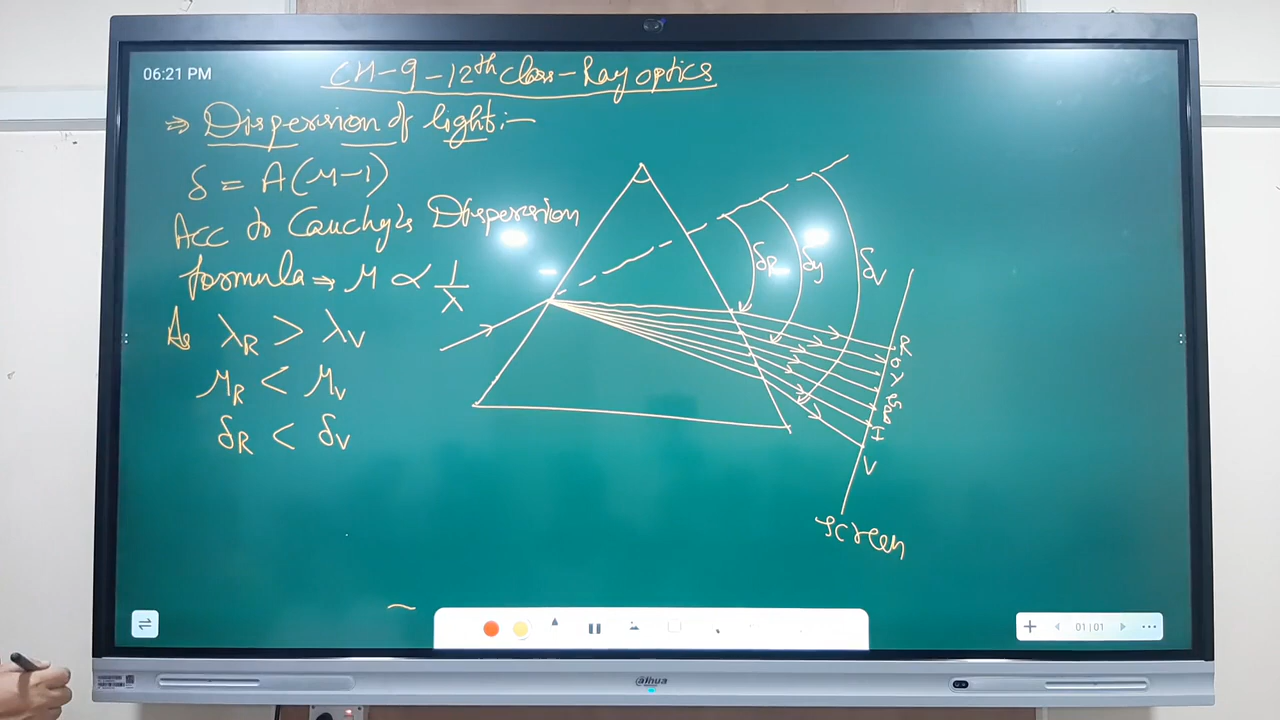 06:21 PM
CH-9-12th class-Ray optics
⇒ Dispersion of light:-
δ = A(μ-1)
Acc to Cauchy's Dispersion
formula ⇒ μ ∝ 1/λ
As λR > λV
μR < μV
δR < δV
δR δy δV
R
O
Y
G
B
I
V
screen
01|01
alhua